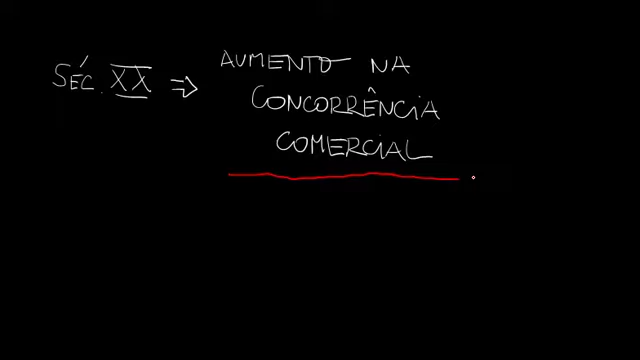 SÉC. XX ⇒ AUMENTO NA
CONCORRÊNCIA
COMERCIAL